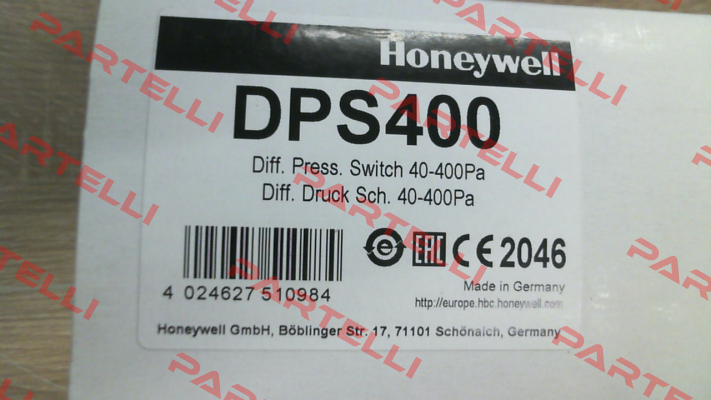 Honeywell
DPS400
Diff. Press. Switch 40-400Pa
Diff. Druck Sch. 40-400Pa
e EAC CE 2046
4 024627 510984
Made in Germany
http://europe.hbc.honeywell.com
Honeywell GmbH, Böblinger Str. 17, 71101 Schönaich, Germany
PARTELLI
PARTELLI
PARTELLI
PARTELLI
PARTELLI
PARTELLI